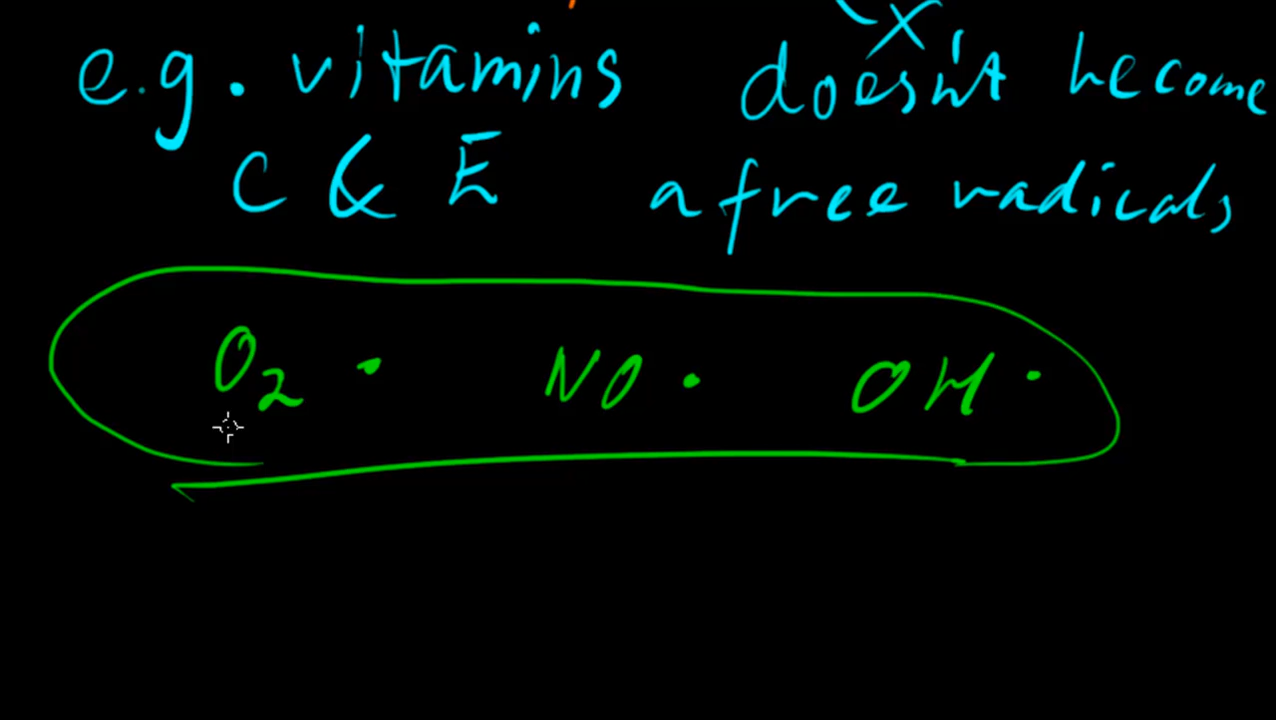 e.g. vitamins doesn't become
C & E a free radicals
O₂ • NO • OH •